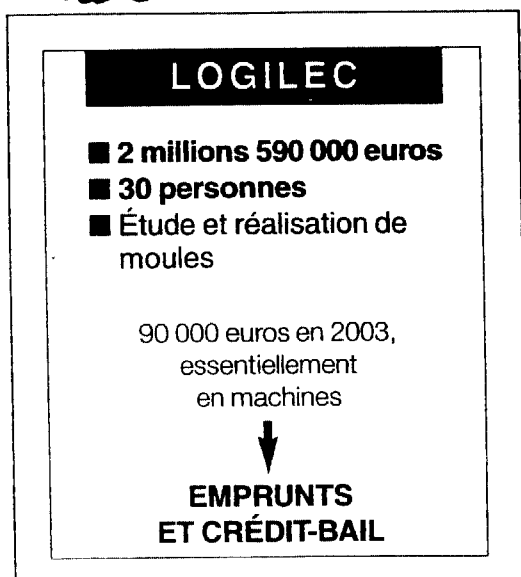 LOGILEC
■ 2 millions 590 000 euros
■ 30 personnes
■ Étude et réalisation de
moules
90 000 euros en 2003,
essentiellement
en machines
EMPRUNTS
ET CRÉDIT-BAIL